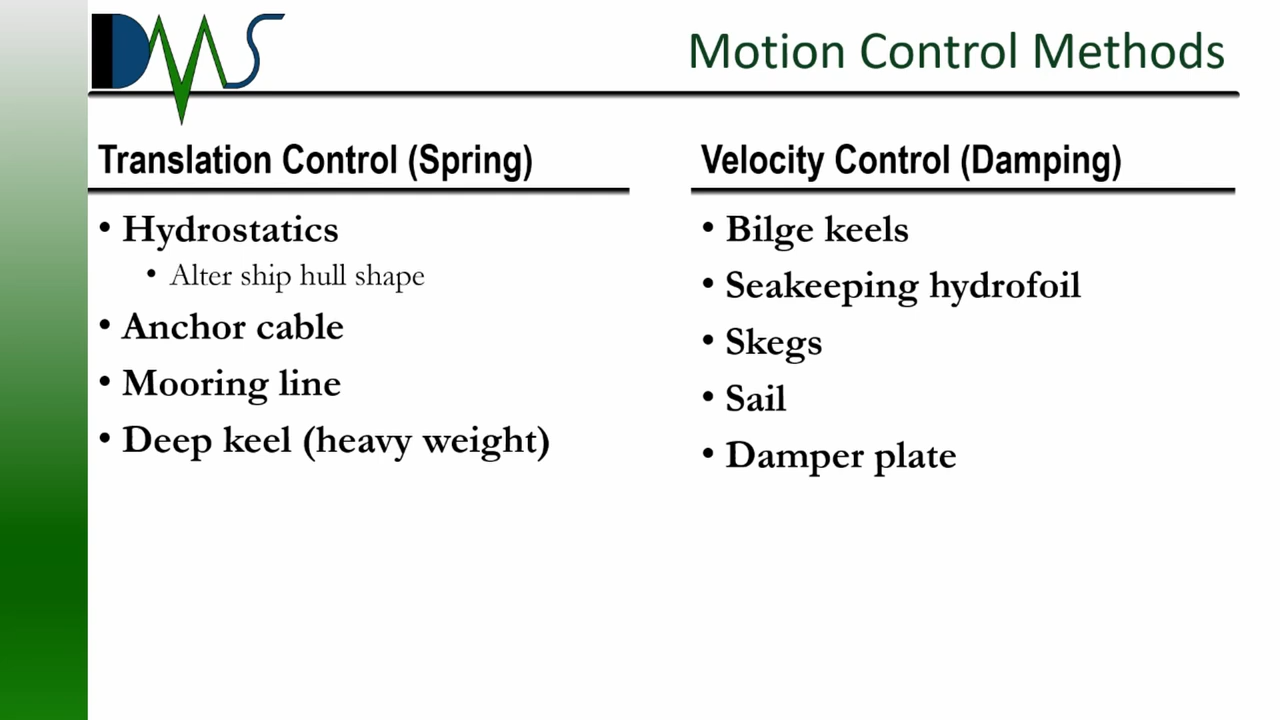 DMS
Motion Control Methods
Translation Control (Spring)
• Hydrostatics
• Alter ship hull shape
• Anchor cable
• Mooring line
• Deep keel (heavy weight)
Velocity Control (Damping)
• Bilge keels
• Seakeeping hydrofoil
• Skegs
• Sail
• Damper plate